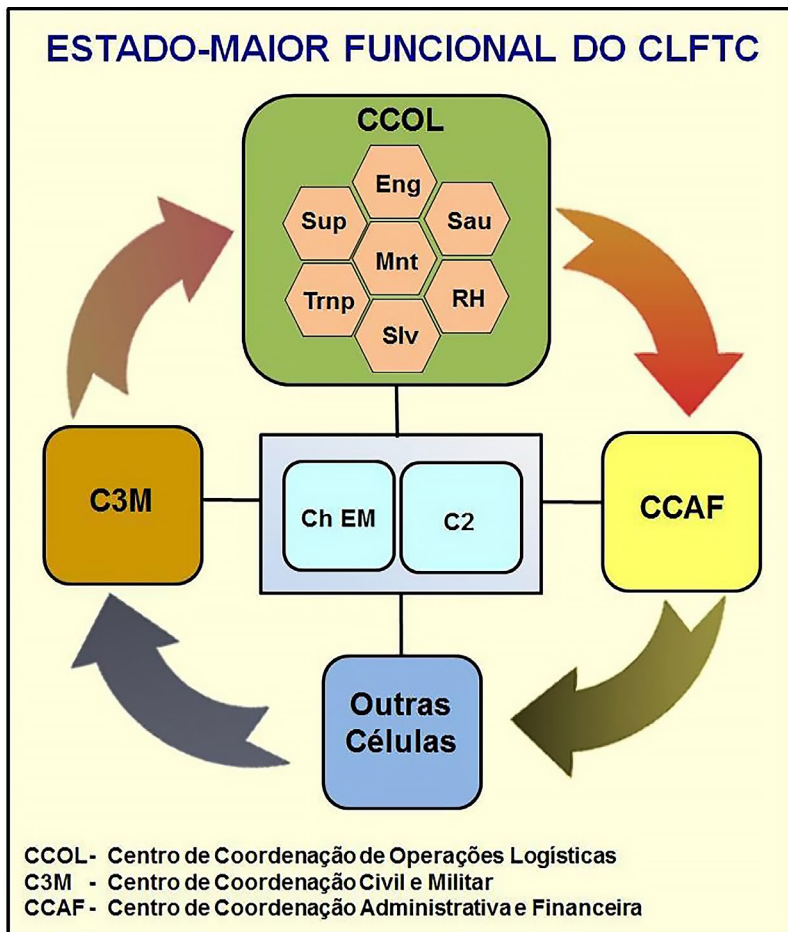 ESTADO-MAIOR FUNCIONAL DO CLFTC
CCOL
Eng
Sup
Sau
Mnt
Trnp
RH
Slv
C3M
Ch EM
C2
CCAF
Outras
Células
CCOL - Centro de Coordenação de Operações Logísticas
C3M - Centro de Coordenação Civil e Militar
CCAF - Centro de Coordenação Administrativa e Financeira